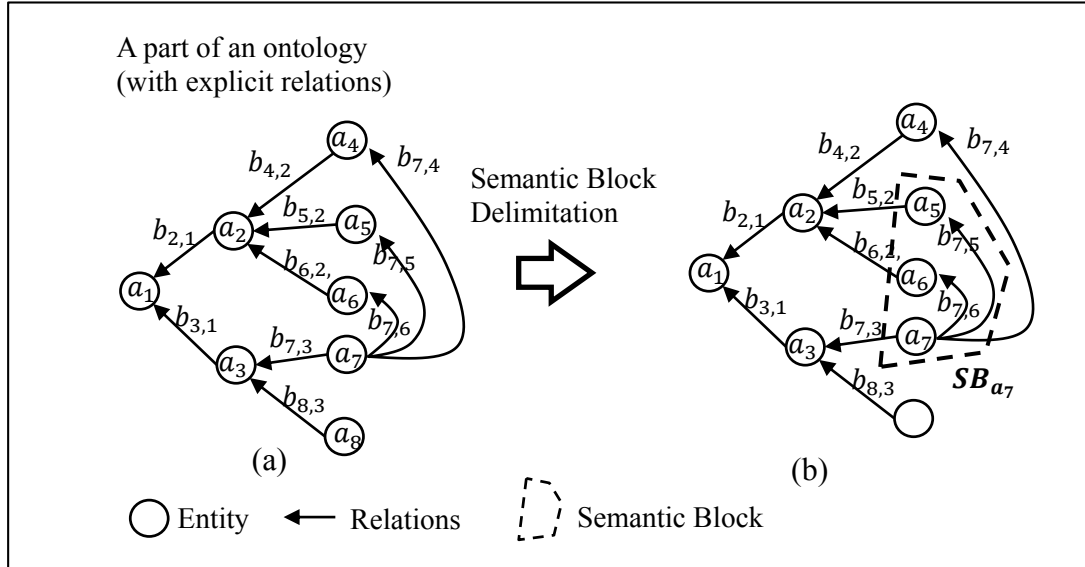 A part of an ontology
(with explicit relations)
a₄
b₄,₂
b₇,₄
a₂
b₅,₂
a₅
b₂,₁
b₇,₅
b₆,₂,
a₁
a₆
b₃,₁
b₇,₆
b₇,₃
a₇
a₃
b₈,₃
a₈
(a)
Semantic Block
Delimitation
a₄
b₄,₂
b₇,₄
a₂
b₅,₂
a₅
b₂,₁
b₇,₅
b₆,₂,
a₁
a₆
b₃,₁
b₇,₆
b₇,₃
a₇
a₃
SBₐ₇
b₈,₃
(b)
Entity
Relations
Semantic Block